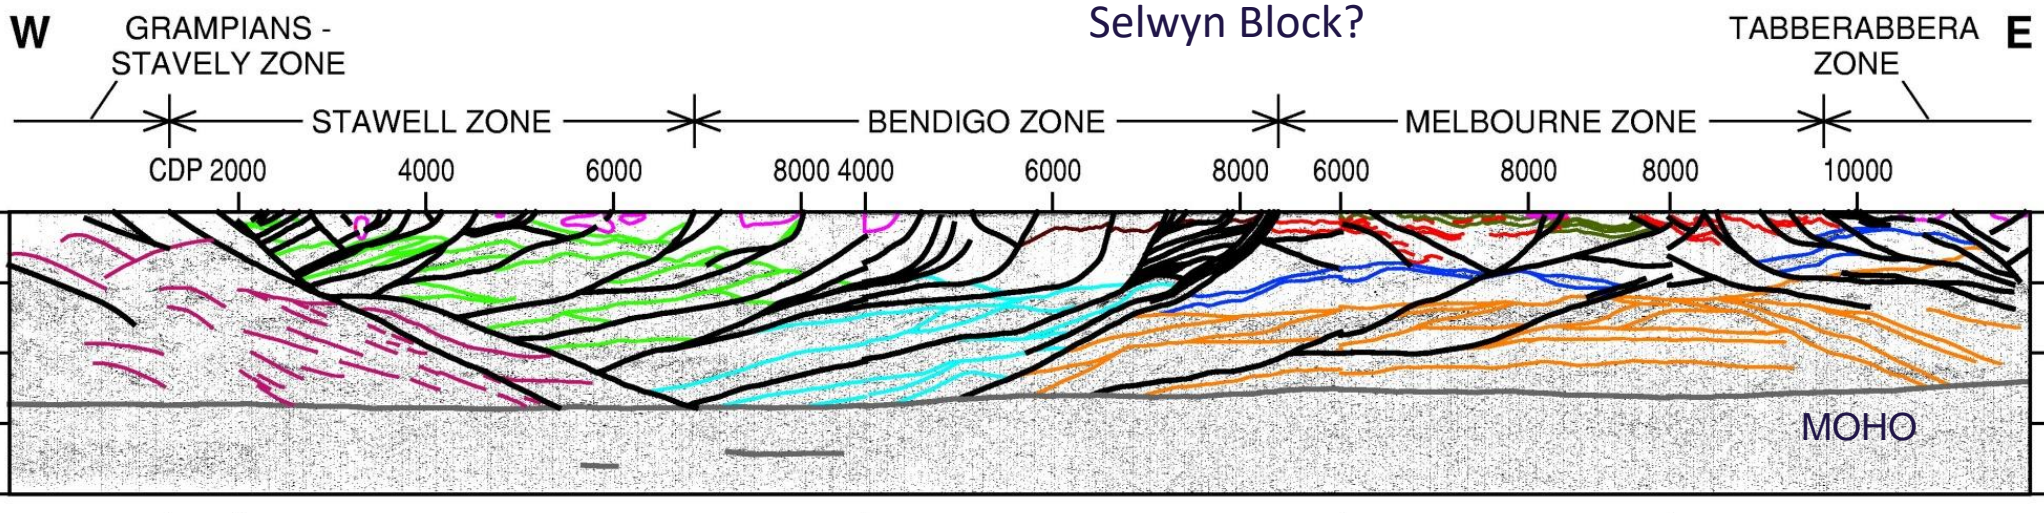 Selwyn Block?
W
GRAMPIANS -
STAVELY ZONE
TABBERABBERA
ZONE
E
STAWELL ZONE
BENDIGO ZONE
MELBOURNE ZONE
CDP 2000 4000 6000 8000 4000 6000 8000 6000 8000 8000 10000
MOHO